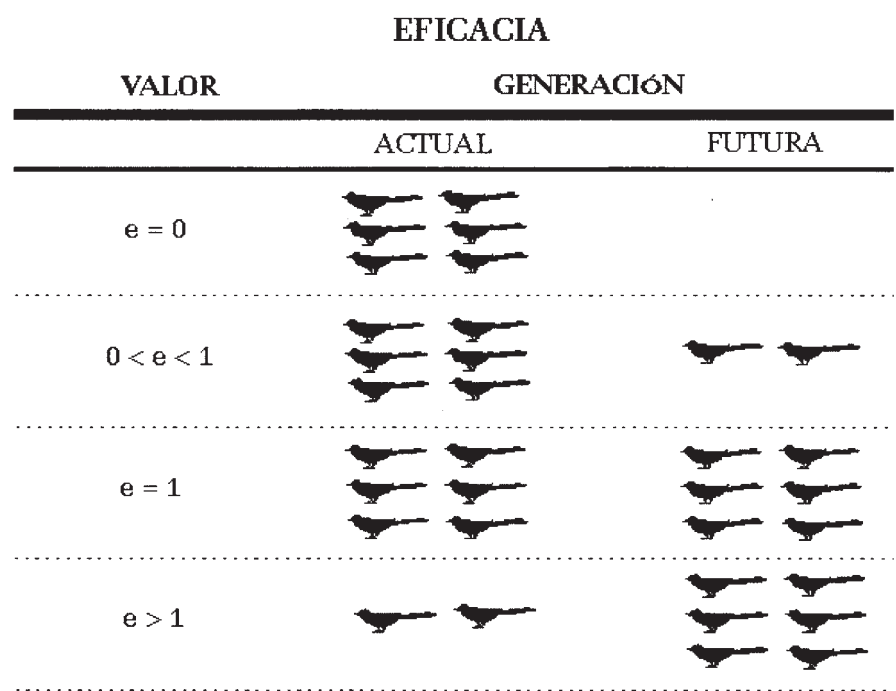 EFICACIA
VALOR GENERACIóN
ACTUAL FUTURA
e = 0
0 < e < 1
e = 1
e > 1